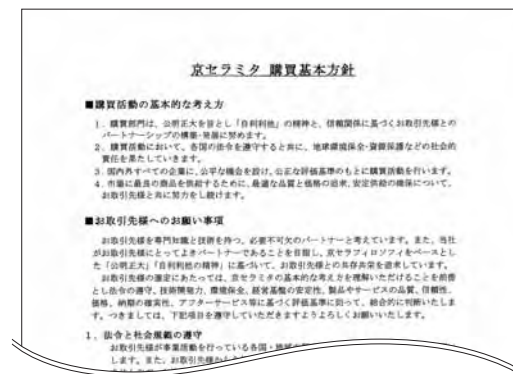 京セラミタ 購買基本方針
■購買活動の基本的な考え方
1．購買部門は、公明正大を旨とし「自利利他」の精神と、信頼関係に基づくお取引先様との
パートナーシップの構築・発展に努めます。
2．購買活動において、各国の法令を遵守すると共に、地球環境保全・資源保護などの社会的
責任を果たしていきます。
3．国内外すべての企業に、公平な機会を設け、公正な評価基準のもとに購買活動を行います。
4．市場に最良の商品を供給するために、最適な品質と価格の追求、安定供給の確保について、
お取引先様と共に努力をし続けます。
■お取引先様へのお願い事項
お取引先様を専門知識と技術を持つ、必要不可欠のパートナーと考えています。また、当社
がお取引先様にとってよきパートナーであることを目指し、京セラフィロソフィをベースとし
た「公明正大」「自利利他の精神」に基づいて、お取引先様との共存共栄を追求しています。
お取引先様の選定にあたっては、京セラミタの基本的な考え方を理解いただけることを前提
とし法令の遵守、技術開発力、環境保全、経営基盤の安定性、製品やサービスの品質、信頼性、
価格、納期の確実性、アフターサービス等に基づく評価基準に則って、総合的に判断いたしま
す。つきましては、下記項目を遵守していただきますようよろしくお願いいたします。
1．法令と社会規範の遵守
お取引先様が事業活動を行っている各国・地域の
します。また、お取引先様から